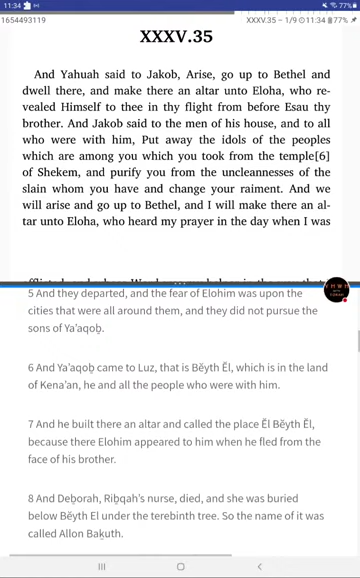 11:34
77%
1654493119
XXXV.35 – 1/9 11:34 77%
XXXV.35
And Yahuah said to Jakob, Arise, go up to Bethel and
dwell there, and make there an altar unto Eloha, who re-
vealed Himself to thee in thy flight from before Esau thy
brother. And Jakob said to the men of his house, and to all
who were with him, Put away the idols of the peoples
which are among you which you took from the temple[6]
of Shekem, and purify you from the uncleannesses of the
slain whom you have and change your raiment. And we
will arise and go up to Bethel, and I will make there an al-
tar unto Eloha, who heard my prayer in the day when I was
5 And they departed, and the fear of Elohim was upon the
cities that were all around them, and they did not pursue the
sons of Ya‛aqoḇ.
6 And Ya‛aqoḇ came to Luz, that is Bĕyth Ĕl, which is in the land
of Kena‛an, he and all the people who were with him.
7 And he built there an altar and called the place Ĕl Bĕyth Ĕl,
because there Elohim appeared to him when he fled from the
face of his brother.
8 And Deḇorah, Riḇqah's nurse, died, and she was buried
below Bĕyth El under the terebinth tree. So the name of it was
called Allon Baḵuth.